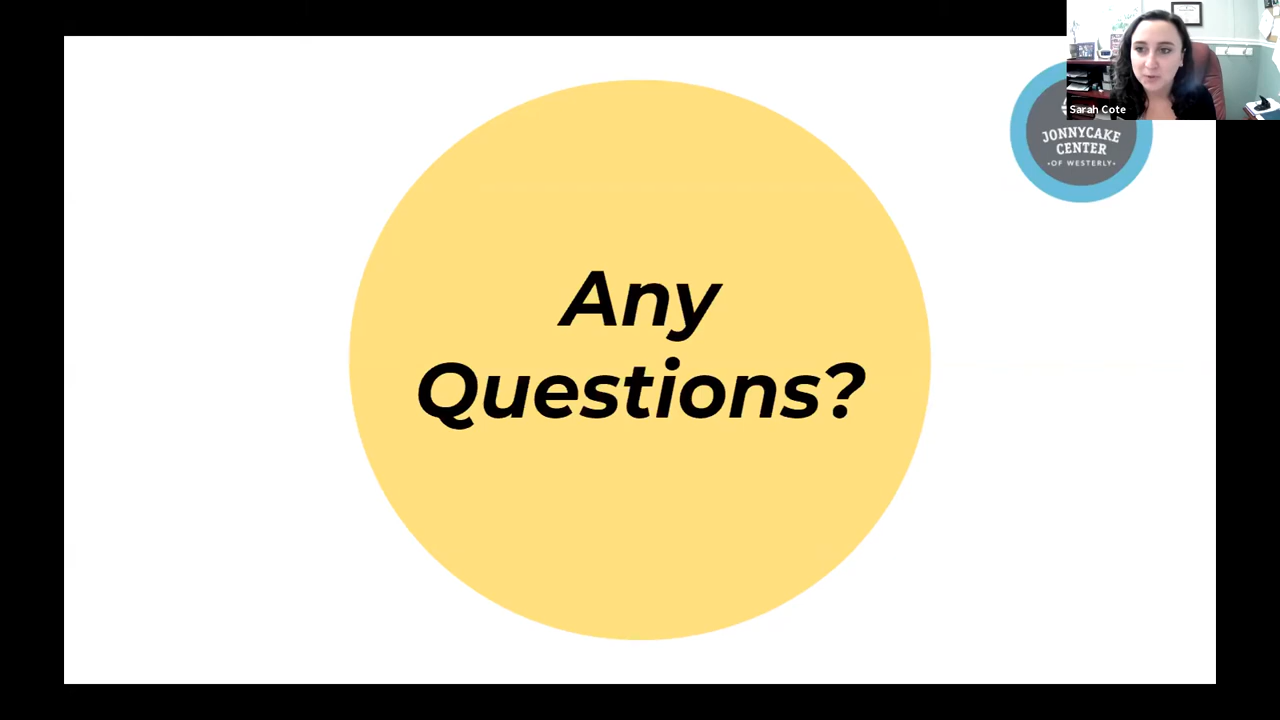 Any
Questions?
Sarah Cote
JONNYCAKE
CENTER
•OF WESTERLY•